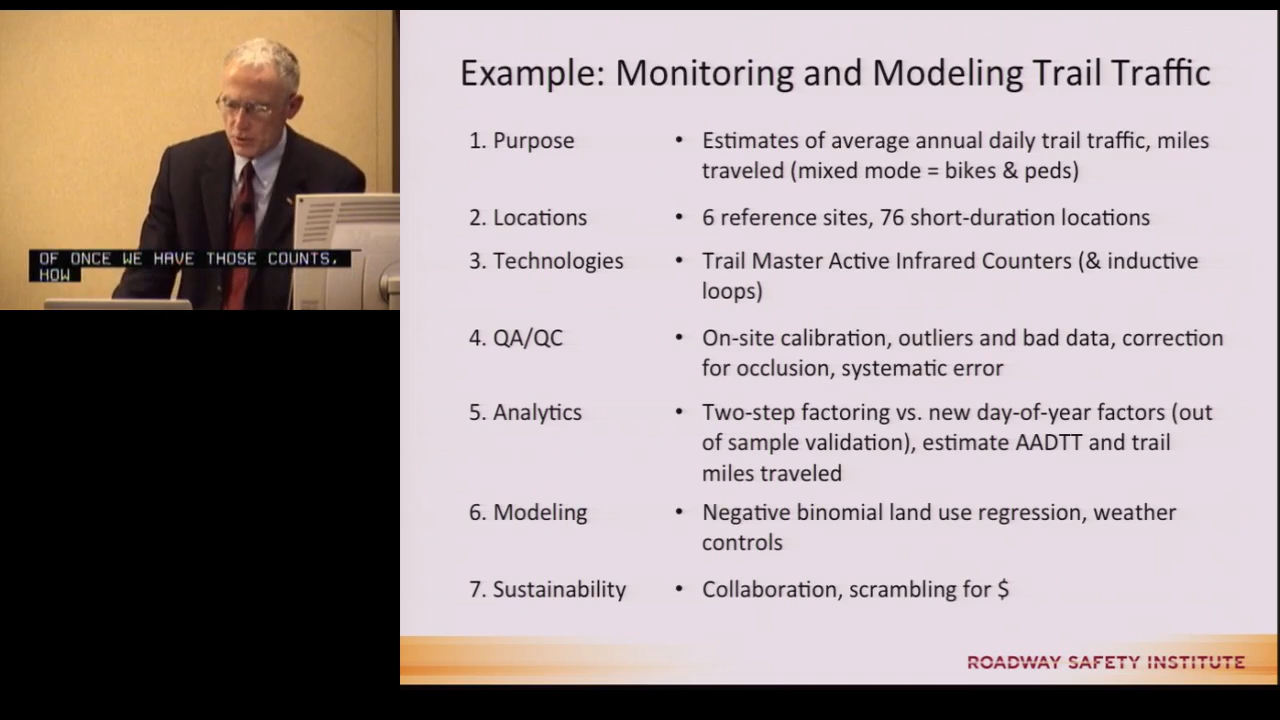 OF ONCE WE HAVE THOSE COUNTS,
HOW
Example: Monitoring and Modeling Trail Traffic
1. Purpose
• Estimates of average annual daily trail traffic, miles
traveled (mixed mode = bikes & peds)
2. Locations
• 6 reference sites, 76 short-duration locations
3. Technologies
• Trail Master Active Infrared Counters (& inductive
loops)
4. QA/QC
• On-site calibration, outliers and bad data, correction
for occlusion, systematic error
5. Analytics
• Two-step factoring vs. new day-of-year factors (out
of sample validation), estimate AADTT and trail
miles traveled
6. Modeling
• Negative binomial land use regression, weather
controls
7. Sustainability
• Collaboration, scrambling for $
ROADWAY SAFETY INSTITUTE